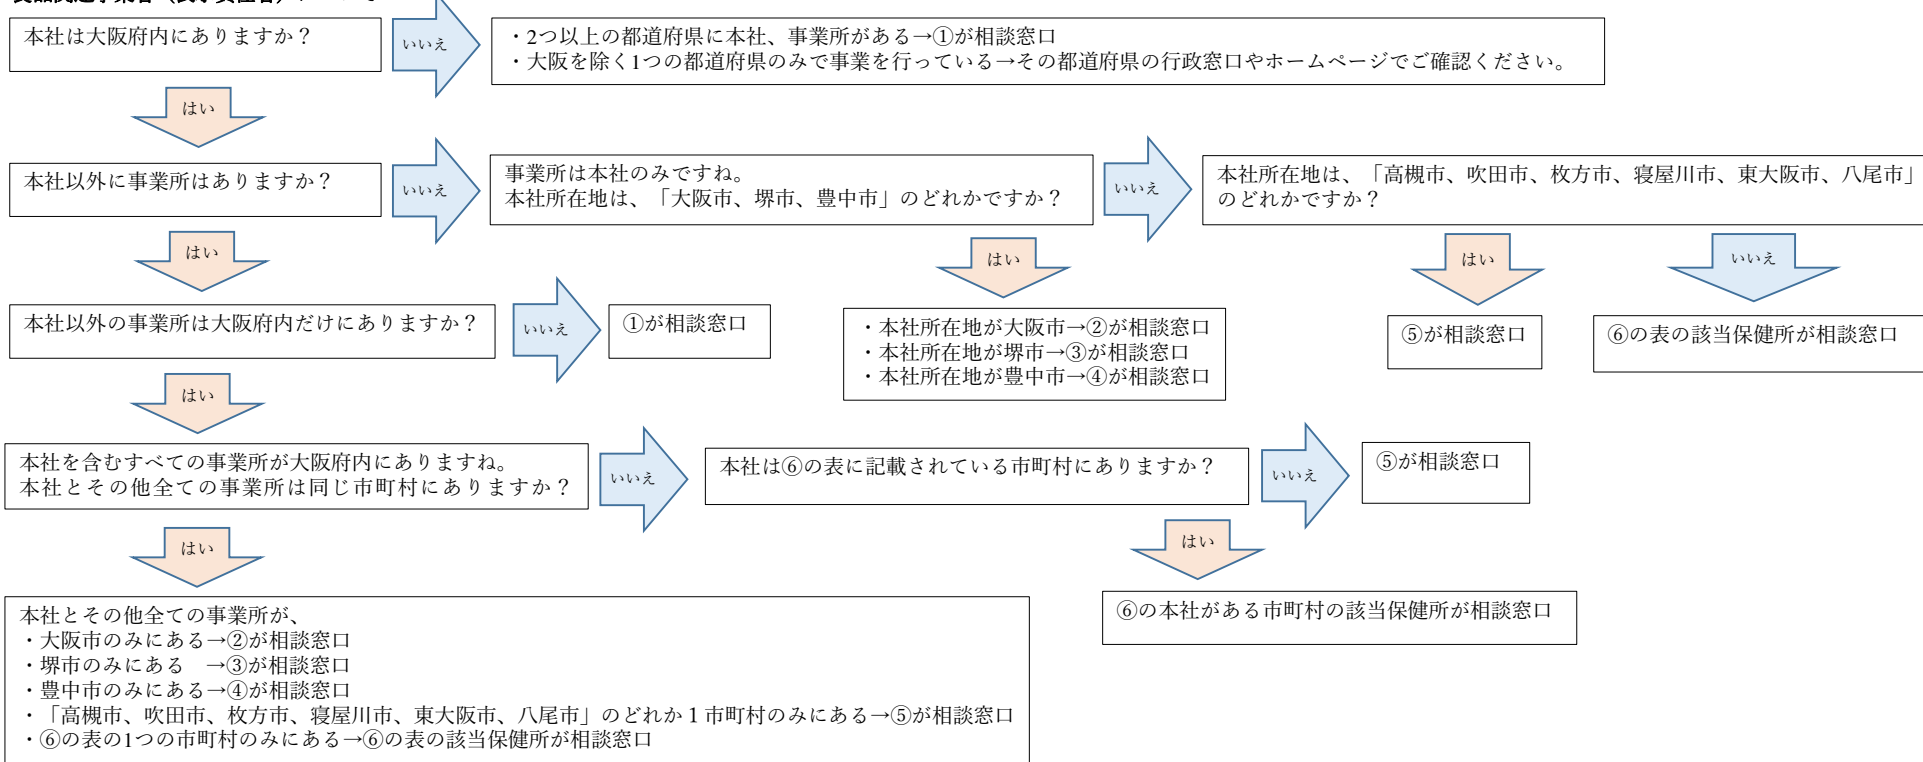 本社は大阪府内にありますか？
いいえ
・2つ以上の都道府県に本社、事業所がある→①が相談窓口
・大阪を除く1つの都道府県のみで事業を行っている→その都道府県の行政窓口やホームページでご確認ください。
はい
本社以外に事業所はありますか？
いいえ
事業所は本社のみですね。
本社所在地は、「大阪市、堺市、豊中市」のどれかですか？
いいえ
本社所在地は、「高槻市、吹田市、枚方市、寝屋川市、東大阪市、八尾市」
のどれかですか？
はい
はい
はい
いいえ
本社以外の事業所は大阪府内だけにありますか？
いいえ
①が相談窓口
・本社所在地が大阪市→②が相談窓口
・本社所在地が堺市→③が相談窓口
・本社所在地が豊中市→④が相談窓口
⑤が相談窓口
⑥の表の該当保健所が相談窓口
はい
本社を含むすべての事業所が大阪府内にありますね。
本社とその他全ての事業所は同じ市町村にありますか？
いいえ
本社は⑥の表に記載されている市町村にありますか？
いいえ
⑤が相談窓口
はい
はい
⑥の本社がある市町村の該当保健所が相談窓口
本社とその他全ての事業所が、
・大阪市のみにある→②が相談窓口
・堺市のみにある　→③が相談窓口
・豊中市のみにある→④が相談窓口
・「高槻市、吹田市、枚方市、寝屋川市、東大阪市、八尾市」のどれか１市町村のみにある→⑤が相談窓口
・⑥の表の1つの市町村のみにある→⑥の表の該当保健所が相談窓口